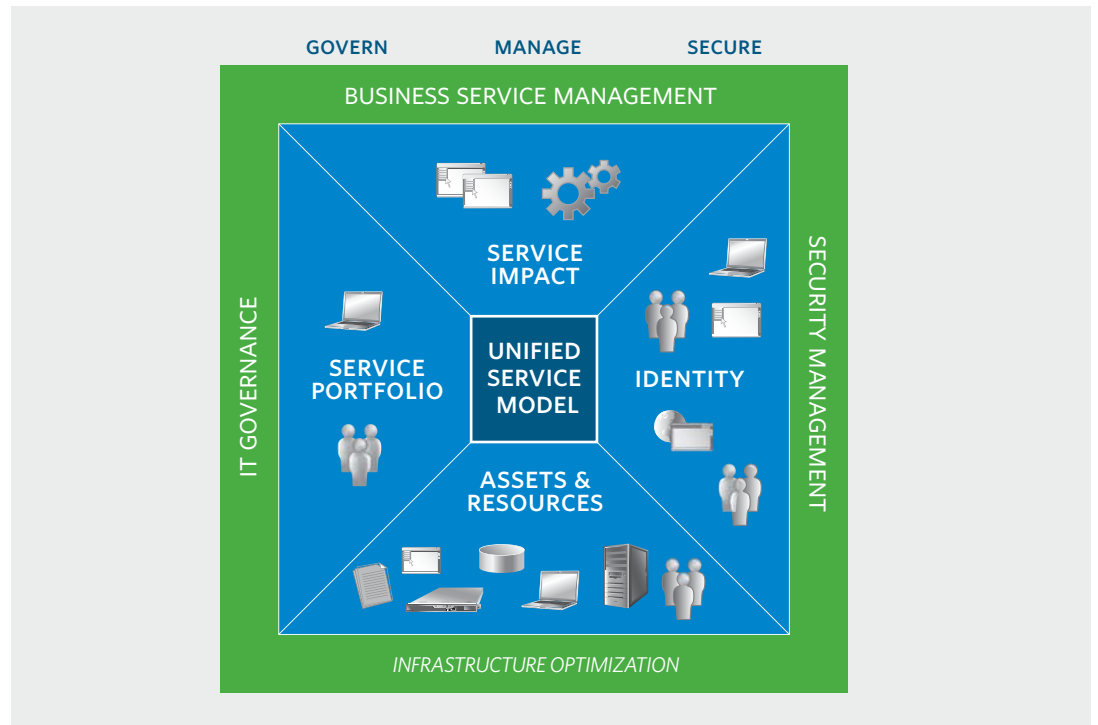 GOVERN MANAGE SECURE
BUSINESS SERVICE MANAGEMENT
SERVICE
IMPACT
IT GOVERNANCE
SERVICE
PORTFOLIO
UNIFIED
SERVICE
MODEL
IDENTITY
SECURITY MANAGEMENT
ASSETS &
RESOURCES
INFRASTRUCTURE OPTIMIZATION